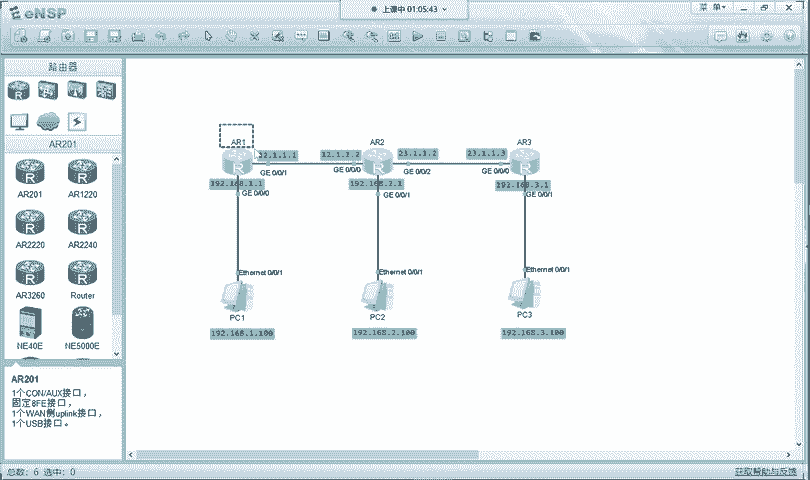 eNSP
上课中 01:05:43
菜 单
路由器
AR201
AR201
AR1220
AR2220
AR2240
AR3260
Router
NE40E
NE5000E
AR201
1个CON/AUX接口，
固定8FE接口，
1个WAN侧uplink接口，
1个USB接口。
AR1
AR2
AR3
12.1.1.2
23.1.1.2
23.1.1.3
GE 0/0/1
GE 0/0/0
GE 0/0/2
GE 0/0/0
192.168.1.1
192.168.2.1
192.168.3.1
GE 0/0/0
GE 0/0/1
GE 0/0/1
Ethernet 0/0/1
Ethernet 0/0/1
Ethernet 0/0/1
PC1
PC2
PC3
192.168.1.100
192.168.2.100
192.168.3.100
总数: 6 选中: 0
获取帮助与反馈